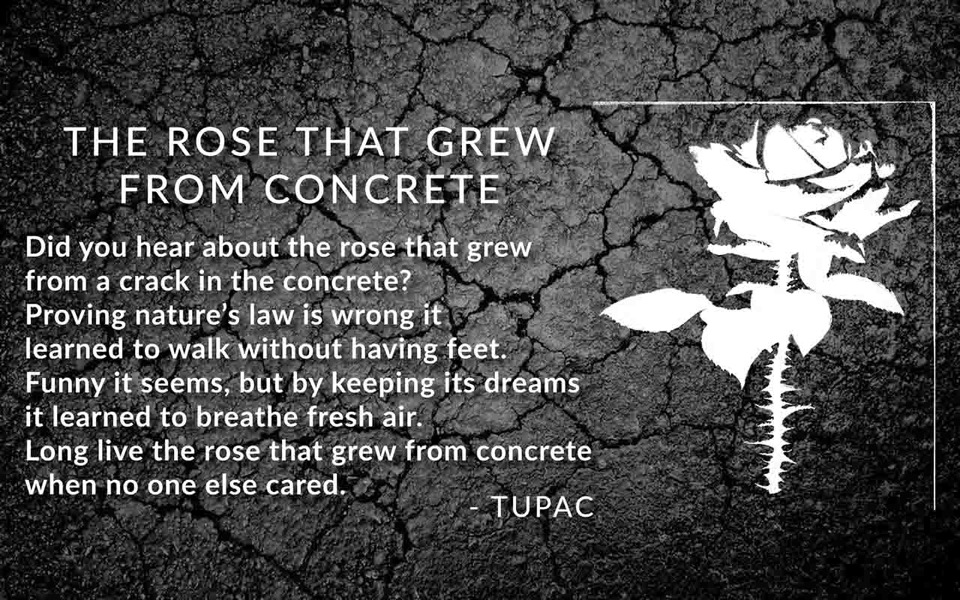 THE ROSE THAT GREW
FROM CONCRETE
Did you hear about the rose that grew
from a crack in the concrete?
Proving nature’s law is wrong it
learned to walk without having feet.
Funny it seems, but by keeping its dreams
it learned to breathe fresh air.
Long live the rose that grew from concrete
when no one else cared.
- TUPAC